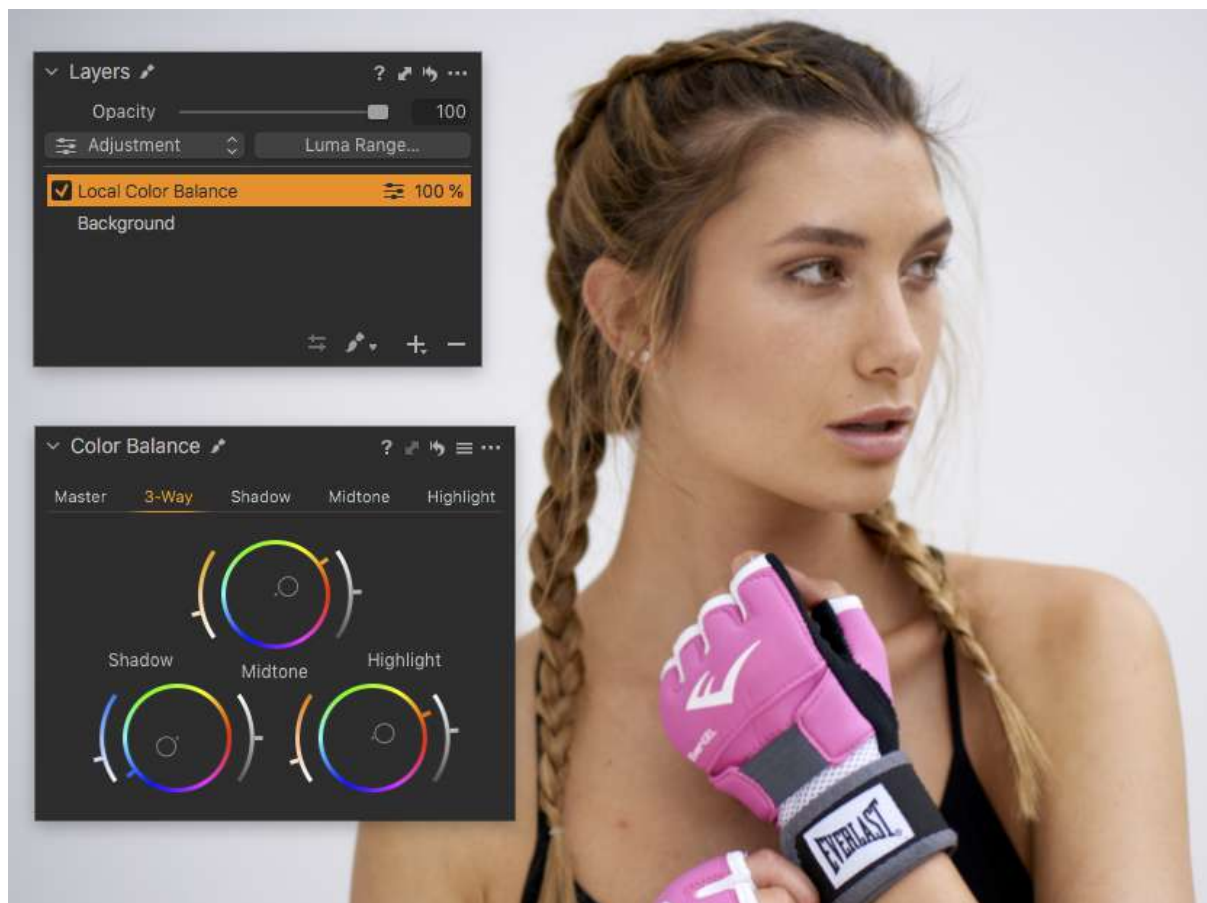 Layers
?
Opacity 100
Adjustment Luma Range...
Local Color Balance 100 %
Background
Color Balance
?
Master 3-Way Shadow Midtone Highlight
Shadow Midtone Highlight
EVERLAST